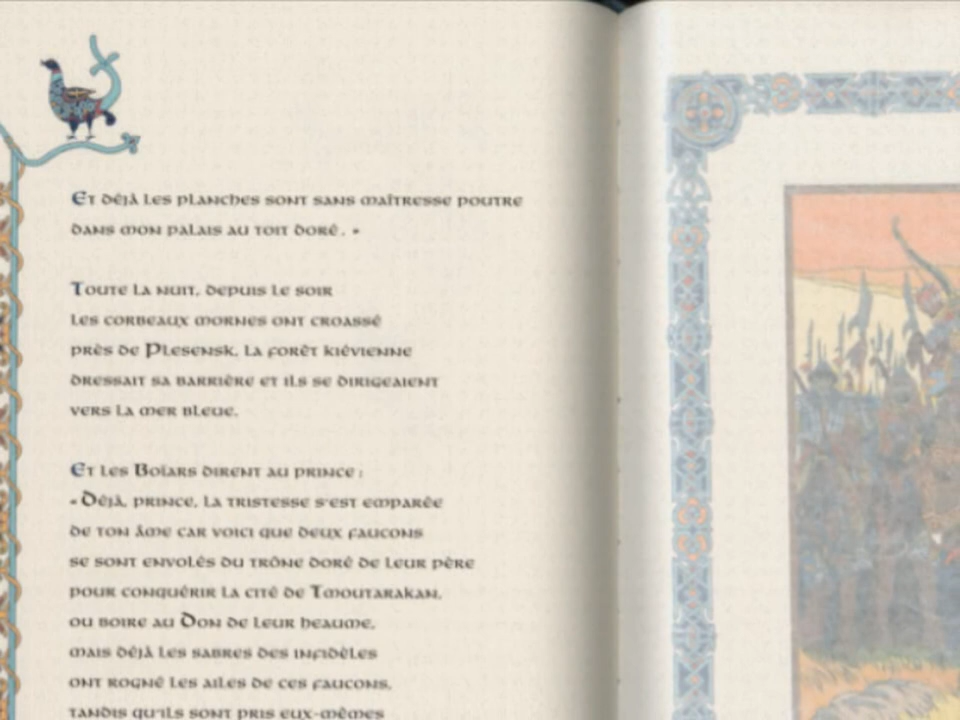 Et déjà les planches sont sans maîtresse poutre
dans mon palais au toit doré. »
Toute la nuit, depuis le soir
les corbeaux mornes ont croassé
près de Plesensk, la forêt kiévienne
dressait sa barrière et ils se dirigeaient
vers la mer bleue.
Et les Boïars dirent au prince :
« Déjà, prince, la tristesse s'est emparée
de ton âme car voici que deux faucons
se sont envolés du trône doré de leur père
pour conquérir la cité de Tmoutarakan,
ou boire au Don de leur heaume,
mais déjà les sabres des infidèles
ont rogné les ailes de ces faucons,
tandis qu'ils sont pris eux-mêmes